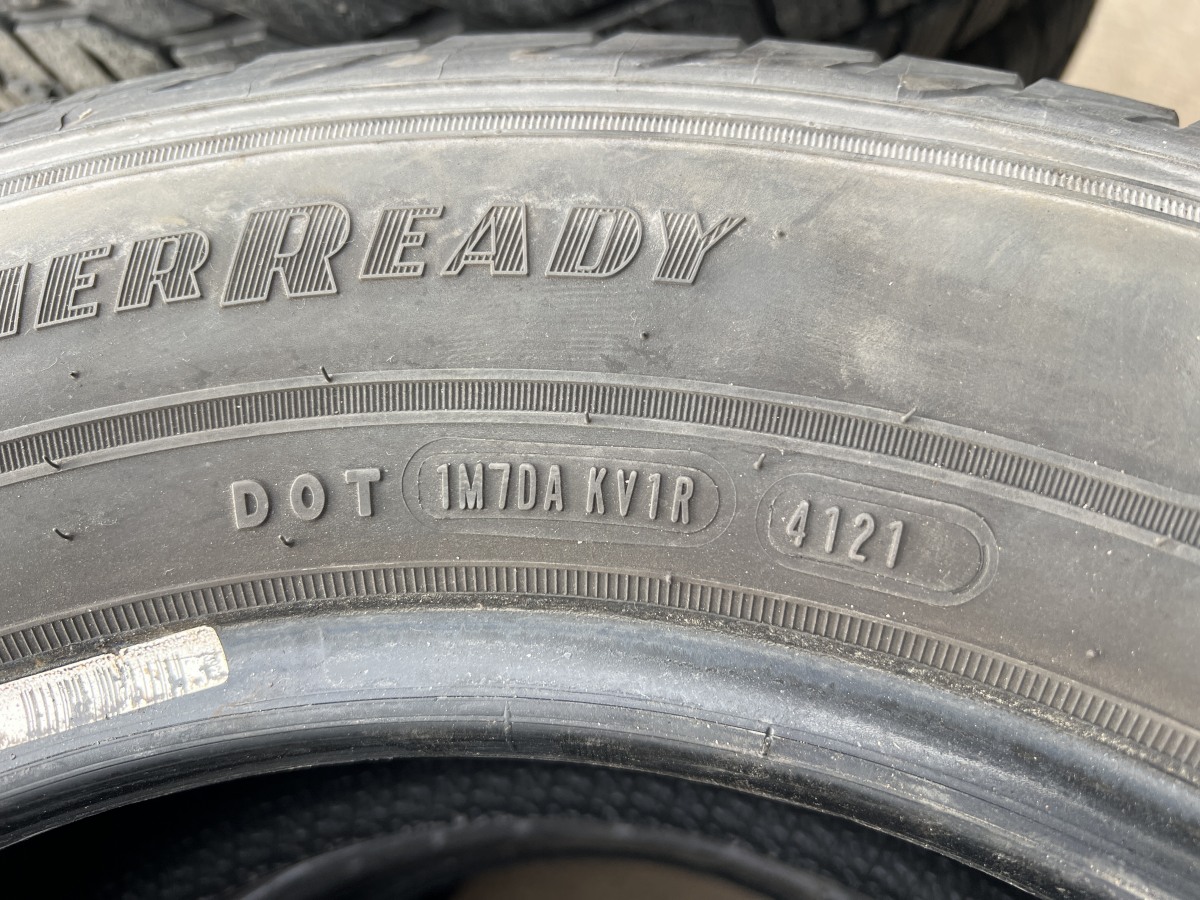 HERREADY
DOT 1M7DA KV1R 4121